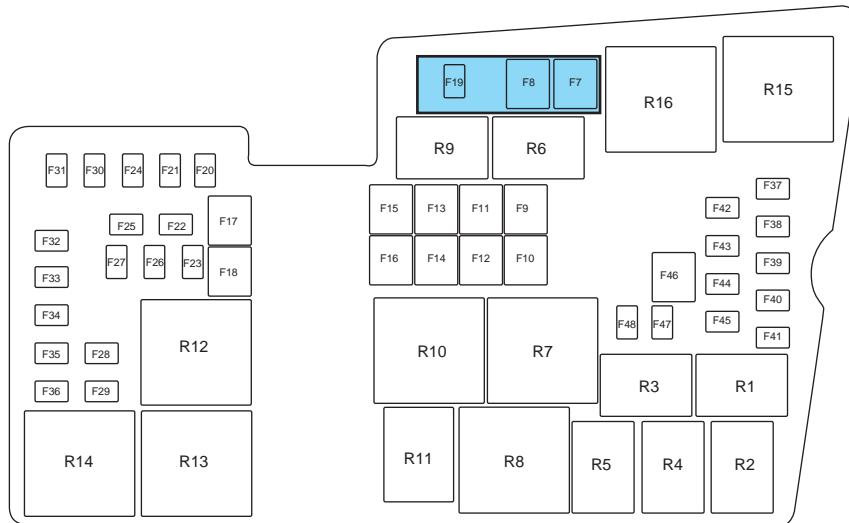 F19 F8 F7
R16
R15
R9 R6
F31 F30 F24 F21 F20
F37
F42
F15 F13 F11 F9
F17
F25 F22
F38
F32
F43
F16 F14 F12 F10
F27 F26 F23
F39
F18
F46
F33
F44
F40
F34
F48 F47
F45
F41
R12
R10 R7
F35 F28
R3 R1
F36 F29
R14 R13
R11 R8
R5 R4 R2